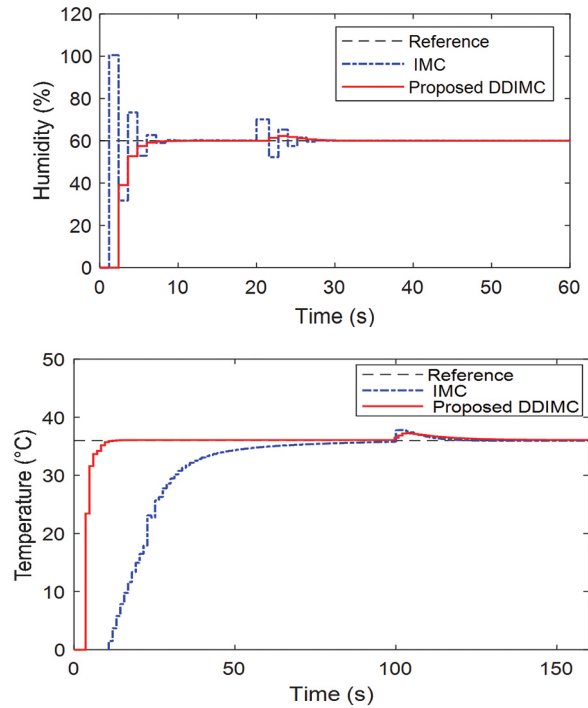 120
100
80
60
40
20
0
Humidity (%)
Reference
IMC
Proposed DDIMC
0 10 20 30 40 50 60
Time (s)
50
40
30
20
10
0
Temperature (°C)
Reference
IMC
Proposed DDIMC
0 50 100 150
Time (s)